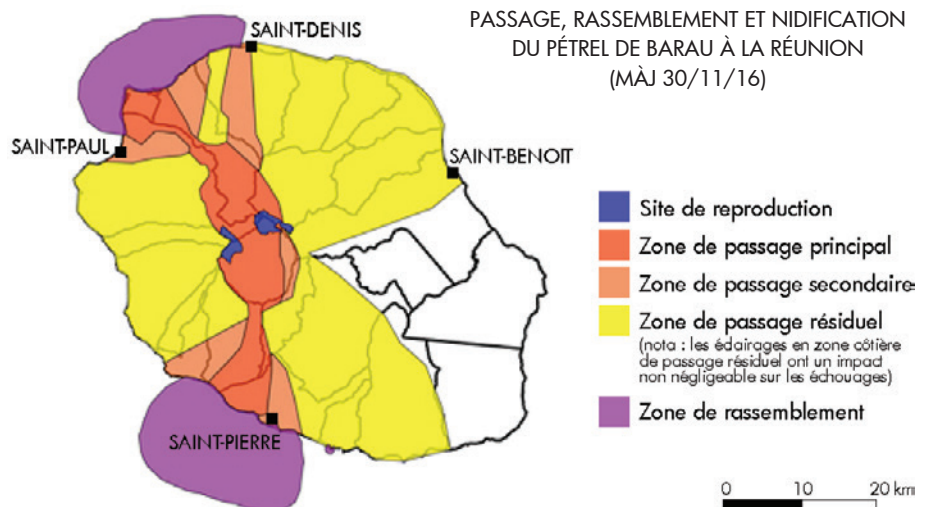 PASSAGE, RASSEMBLEMENT ET NIDIFICATION
DU PÉTREL DE BARAU À LA RÉUNION
(MÀJ 30/11/16)
SAINT-DENIS
SAINT-PAUL
SAINT-BENOIT
SAINT-PIERRE
Site de reproduction
Zone de passage principal
Zone de passage secondaire
Zone de passage résiduel
(nota : les éclairages en zone côtière
de passage résiduel ont un impact
non négligeable sur les échouages)
Zone de rassemblement
0 10 20 km